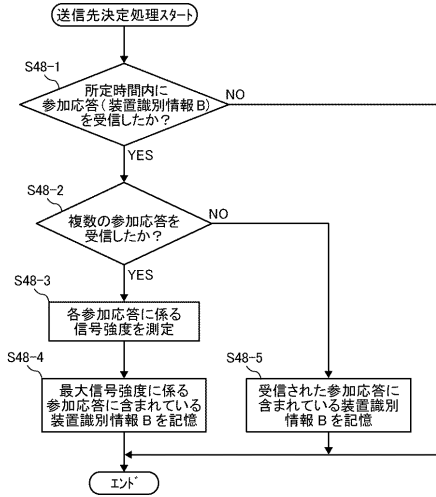 送信先決定処理スタート
S48-1
所定時間内に
参加応答(装置識別情報B)
を受信したか?
NO
YES
S48-2
複数の参加応答を
受信したか?
NO
YES
S48-3
各参加応答に係る
信号強度を測定
S48-4
最大信号強度に係る
参加応答に含まれている
装置識別情報Bを記憶
S48-5
受信された参加応答に
含まれている装置識別
情報Bを記憶
エンド